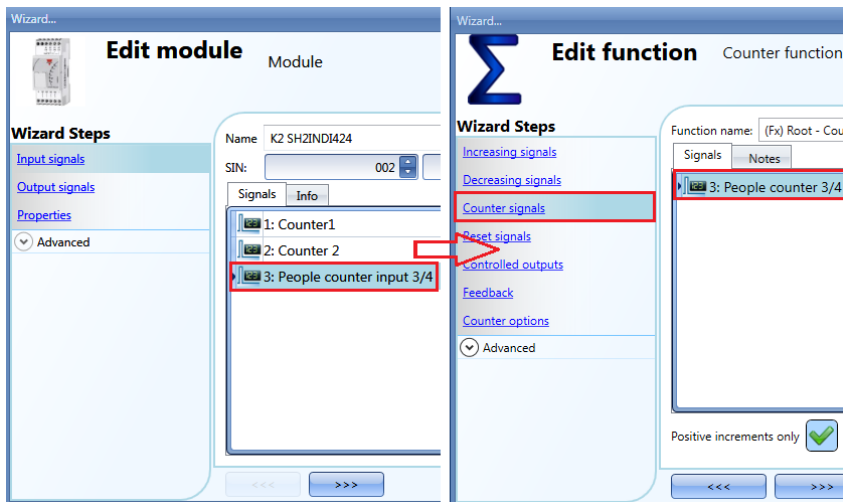 Wizard...
Edit module
Module
Wizard Steps
Input signals
Output signals
Properties
Advanced
Name K2 SH2INDI424
SIN: 002
Signals Info
1: Counter1
2: Counter 2
3: People counter input 3/4
<<< >>>
Wizard...
Edit function
Counter function
Wizard Steps
Increasing signals
Decreasing signals
Counter signals
Reset signals
Controlled outputs
Feedback
Counter options
Advanced
Function name: (Fx) Root - Cou
Signals Notes
3: People counter 3/4
Positive increments only
<<< >>>